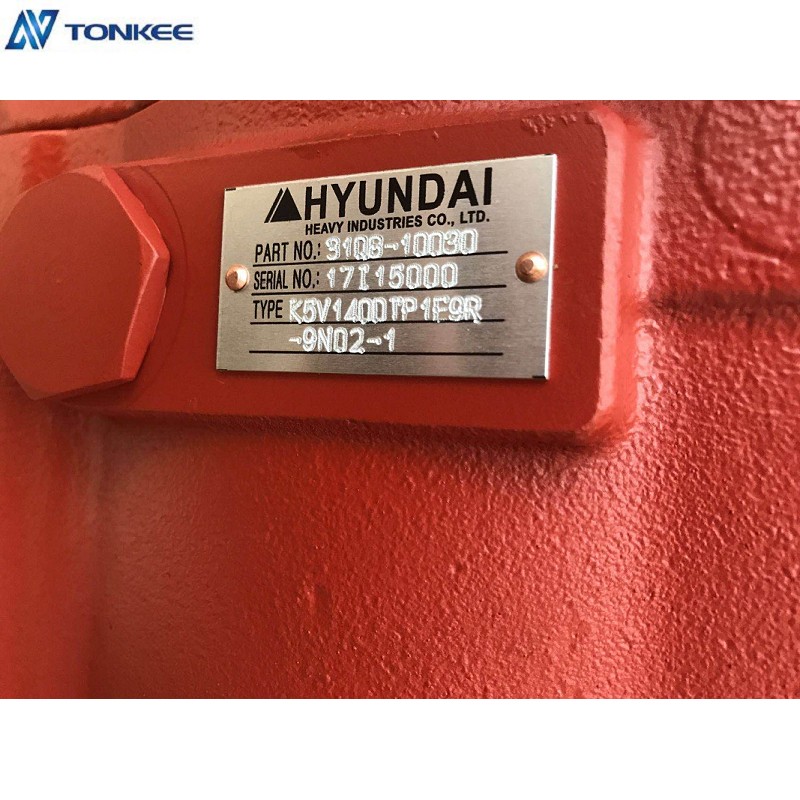 TONKEE
HYUNDAI
HEAVY INDUSTRIES CO., LTD.
PART NO.: 31Q8-10030
SERIAL NO.: 17I15000
TYPE K5V140DTP1F9R
-9N02-1